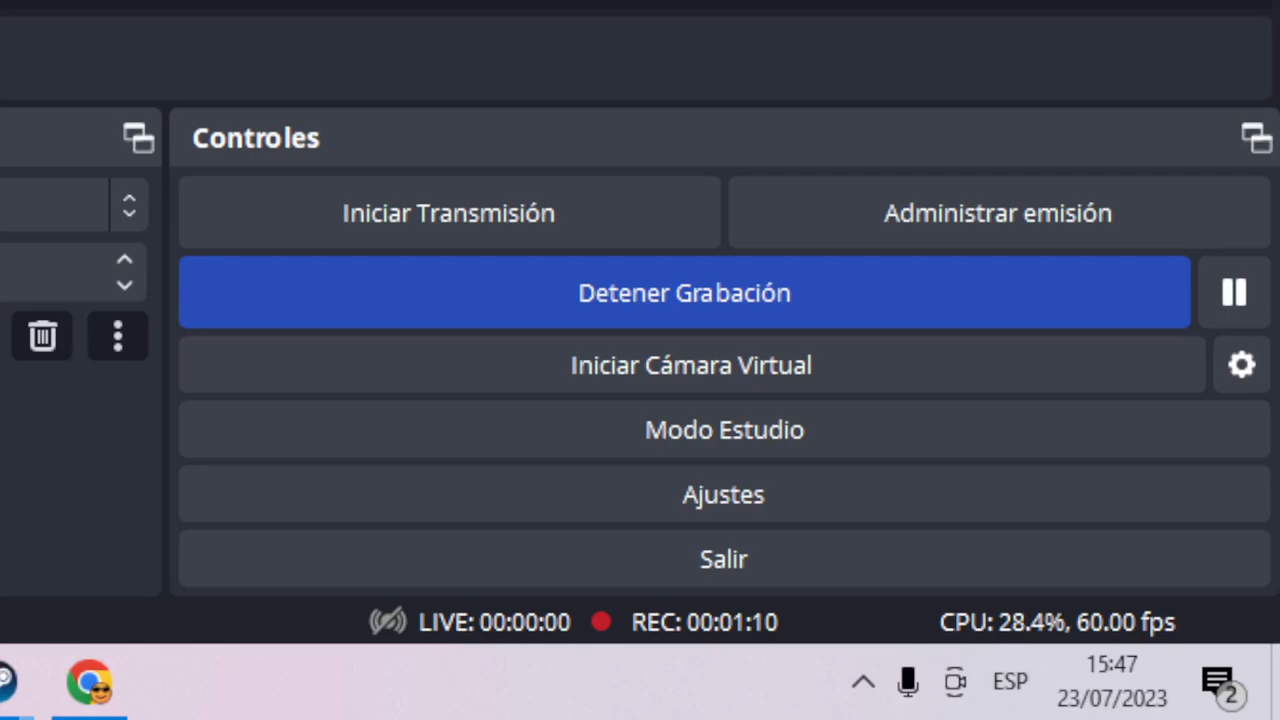 Controles
Iniciar Transmisión
Administrar emisión
Detener Grabación
Iniciar Cámara Virtual
Modo Estudio
Ajustes
Salir
LIVE: 00:00:00 REC: 00:01:10 CPU: 28.4%, 60.00 fps
ESP
15:47
23/07/2023
2